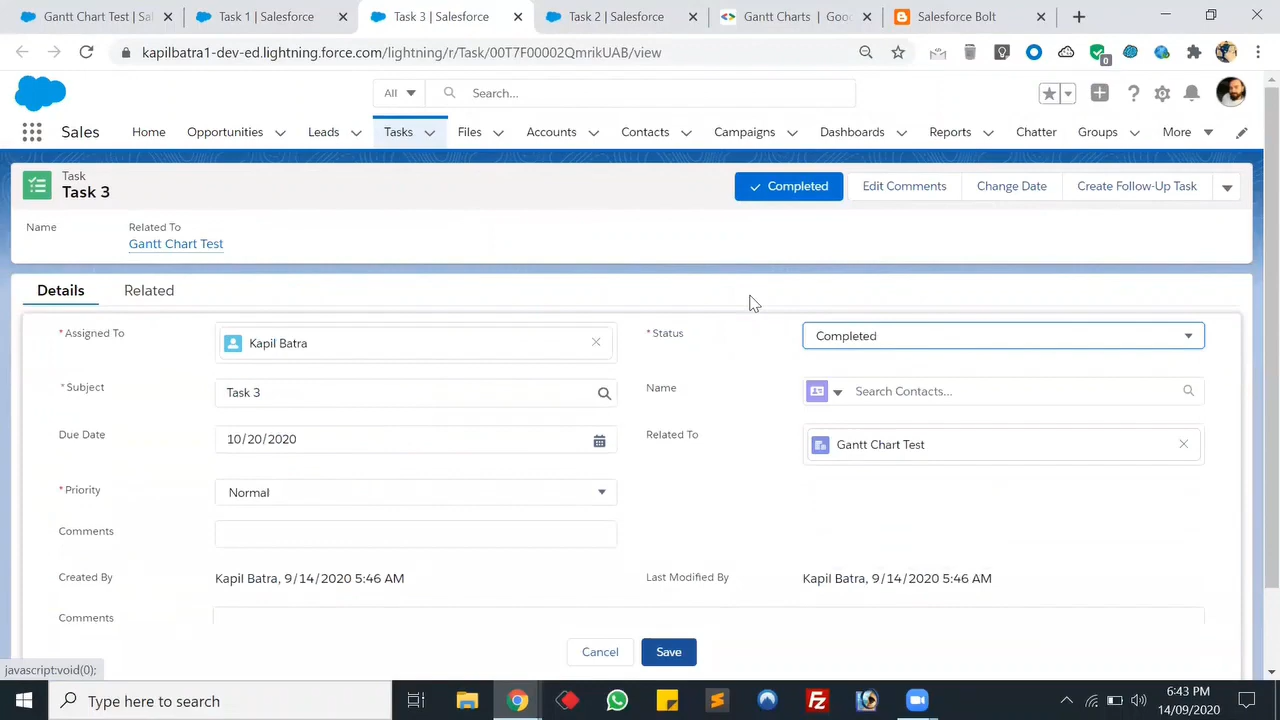 Gantt Chart Test | Sal
Task 1 | Salesforce
Task 3 | Salesforce
Task 2 | Salesforce
Gantt Charts | Goo
Salesforce Bolt
kapilbatra1-dev-ed.lightning.force.com/lightning/r/Task/00T7F00002QmrikUAB/view
0
All
Search...
Sales
Home
Opportunities
Leads
Tasks
Files
Accounts
Contacts
Campaigns
Dashboards
Reports
Chatter
Groups
More
Task
Task 3
Completed
Edit Comments
Change Date
Create Follow-Up Task
Name
Related To
Gantt Chart Test
Details
Related
*Assigned To
Kapil Batra
*Status
Completed
*Subject
Task 3
Name
Search Contacts...
Due Date
10/20/2020
Related To
Gantt Chart Test
*Priority
Normal
Comments
Created By
Kapil Batra, 9/14/2020 5:46 AM
Last Modified By
Kapil Batra, 9/14/2020 5:46 AM
Comments
Cancel
Save
javascript:void(0);
Type here to search
6:43 PM
14/09/2020